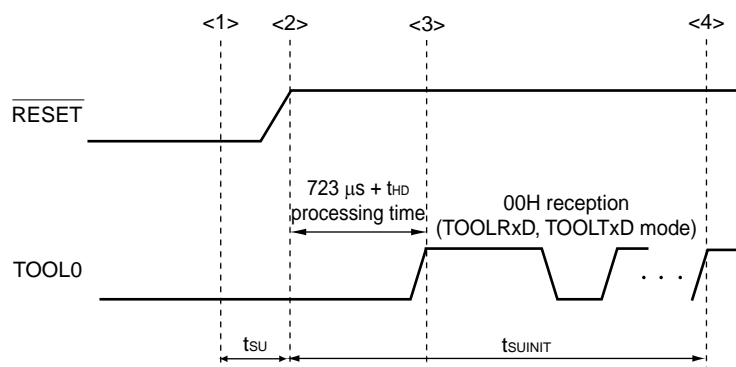 <1> <2> <3> <4>
RESET
723 μs + tHD
processing time
00H reception
(TOOLRxD, TOOLTxD mode)
TOOL0
. . .
tSU
tSUINIT